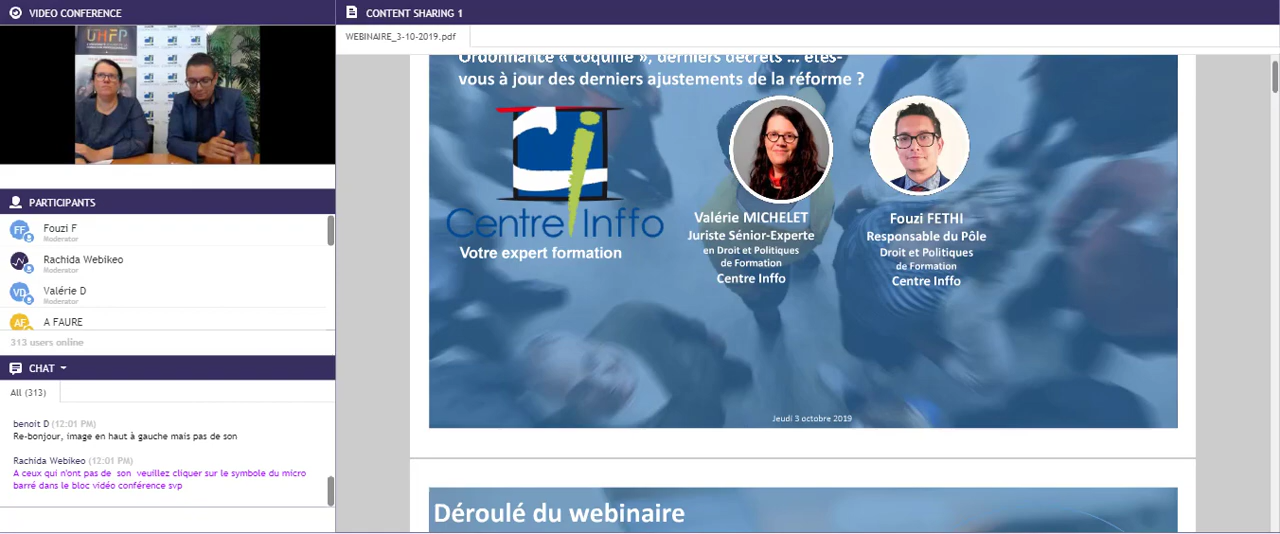 VIDEO CONFERENCE
UHFP
PARTICIPANTS
FF
Fouzi F
Moderator
Rachida Webikeo
Moderator
VD
Valérie D
Moderator
AF
A FAURE
313 users online
CHAT
All (313)
benoit D (12:01 PM)
Re-bonjour, image en haut à gauche mais pas de son
Rachida Webikeo (12:01 PM)
A ceux qui n'ont pas de son veuillez cliquer sur le symbole du micro
barré dans le bloc vidéo conférence svp
CONTENT SHARING 1
WEBINAIRE_3-10-2019.pdf
Ordonnance « coquille », derniers décrets ... êtes-
vous à jour des derniers ajustements de la réforme ?
Centre Inffo
Votre expert formation
Valérie MICHELET
Juriste Sénior-Experte
en Droit et Politiques
de Formation
Centre Inffo
Fouzi FETHI
Responsable du Pôle
Droit et Politiques
de Formation
Centre Inffo
Jeudi 3 octobre 2019
Déroulé du webinaire